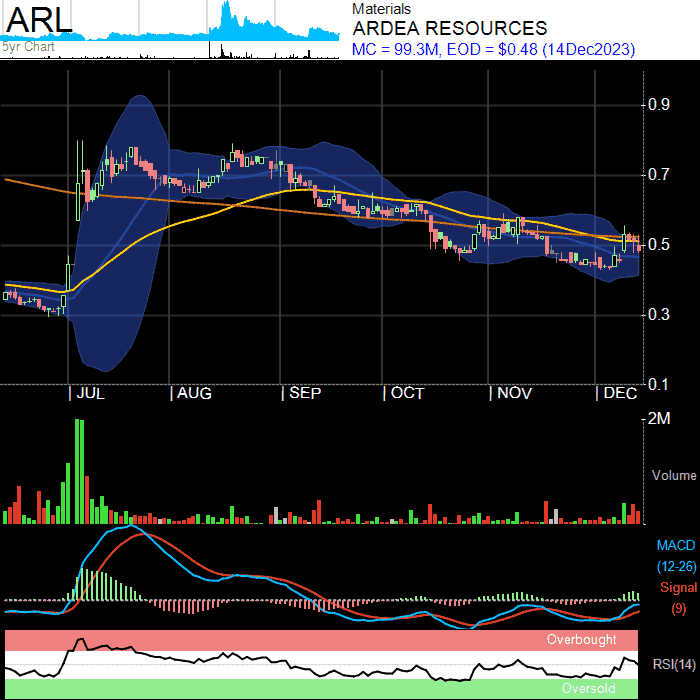 ARL
5yr Chart
Materials
ARDEA RESOURCES
MC = 99.3M, EOD = $0.48 (14Dec2023)
0.9
0.7
0.5
0.3
0.1
JUL
AUG
SEP
OCT
NOV
DEC
2M
Volume
MACD
(12-26)
Signal
(9)
Overbought
RSI(14)
Oversold